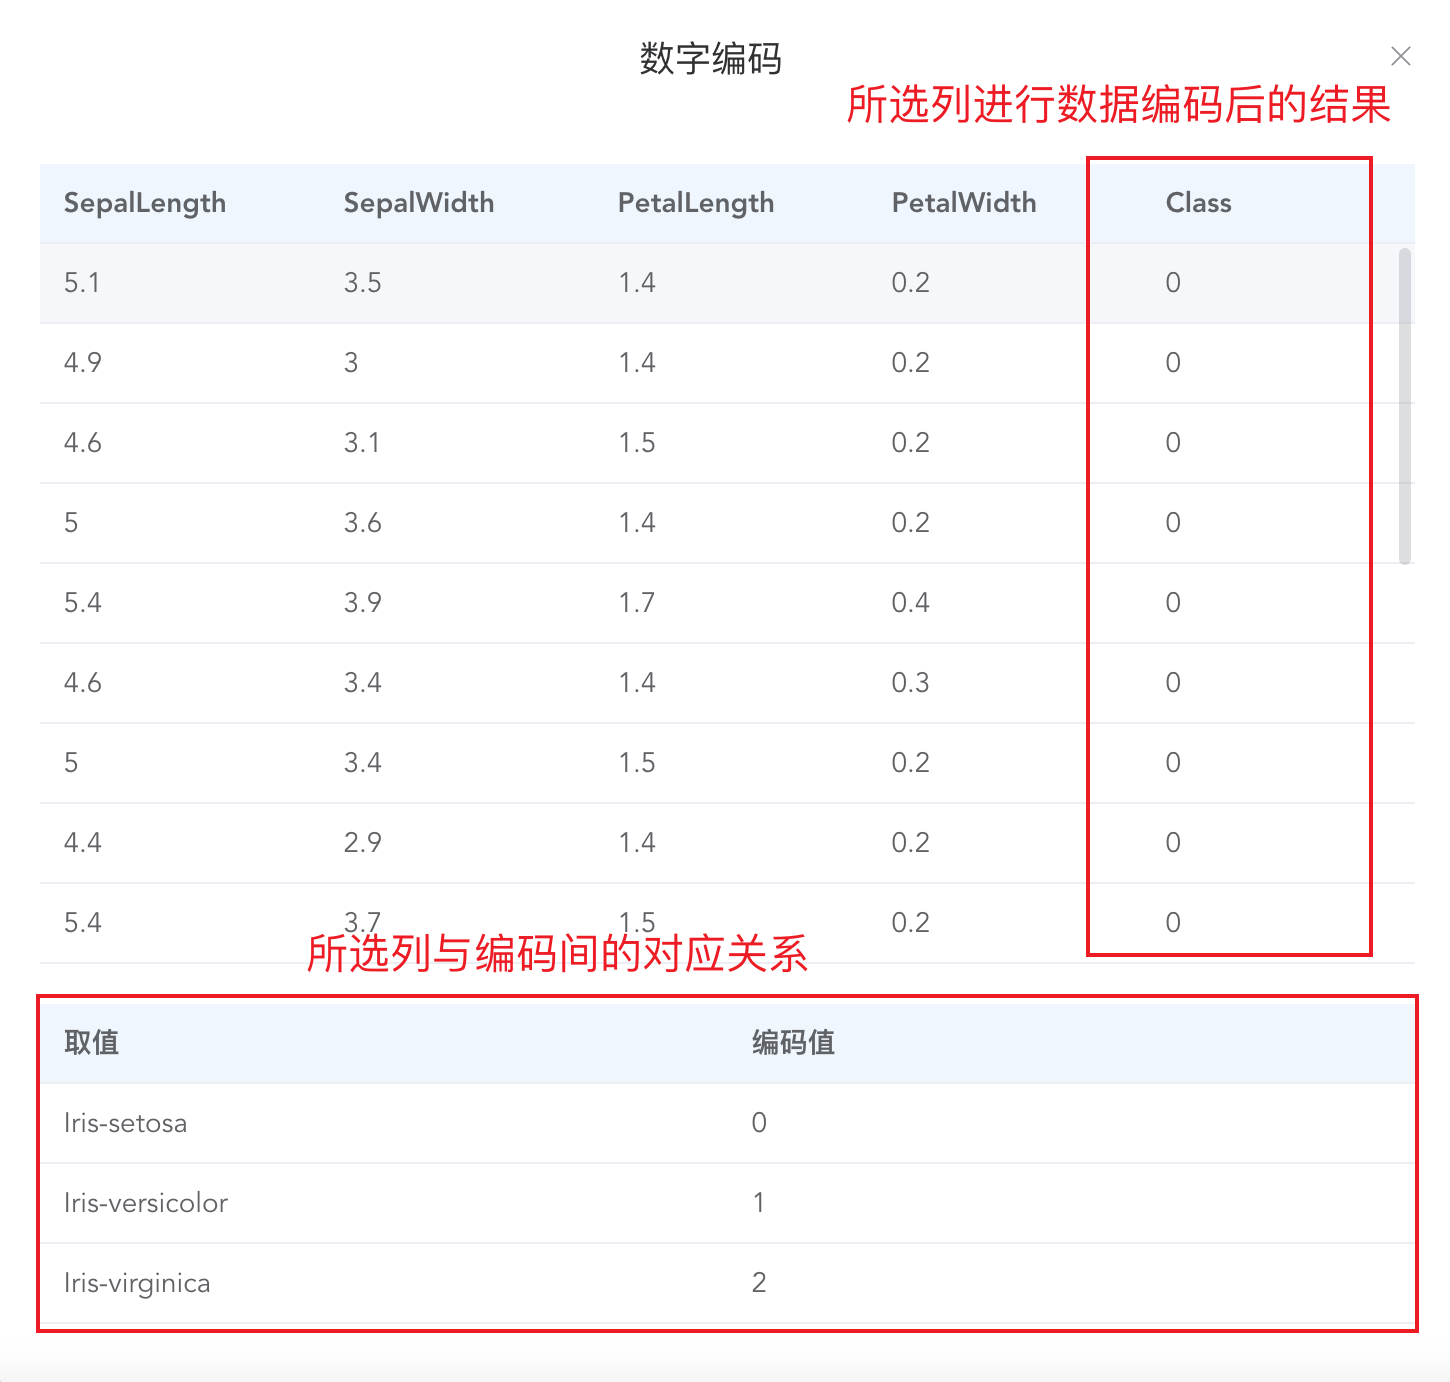 数字编码
所选列进行数据编码后的结果
SepalLength SepalWidth PetalLength PetalWidth Class
5.1 3.5 1.4 0.2 0
4.9 3 1.4 0.2 0
4.6 3.1 1.5 0.2 0
5 3.6 1.4 0.2 0
5.4 3.9 1.7 0.4 0
4.6 3.4 1.4 0.3 0
5 3.4 1.5 0.2 0
4.4 2.9 1.4 0.2 0
5.4 3.7 1.5 0.2 0
所选列与编码间的对应关系
取值 编码值
Iris-setosa 0
Iris-versicolor 1
Iris-virginica 2